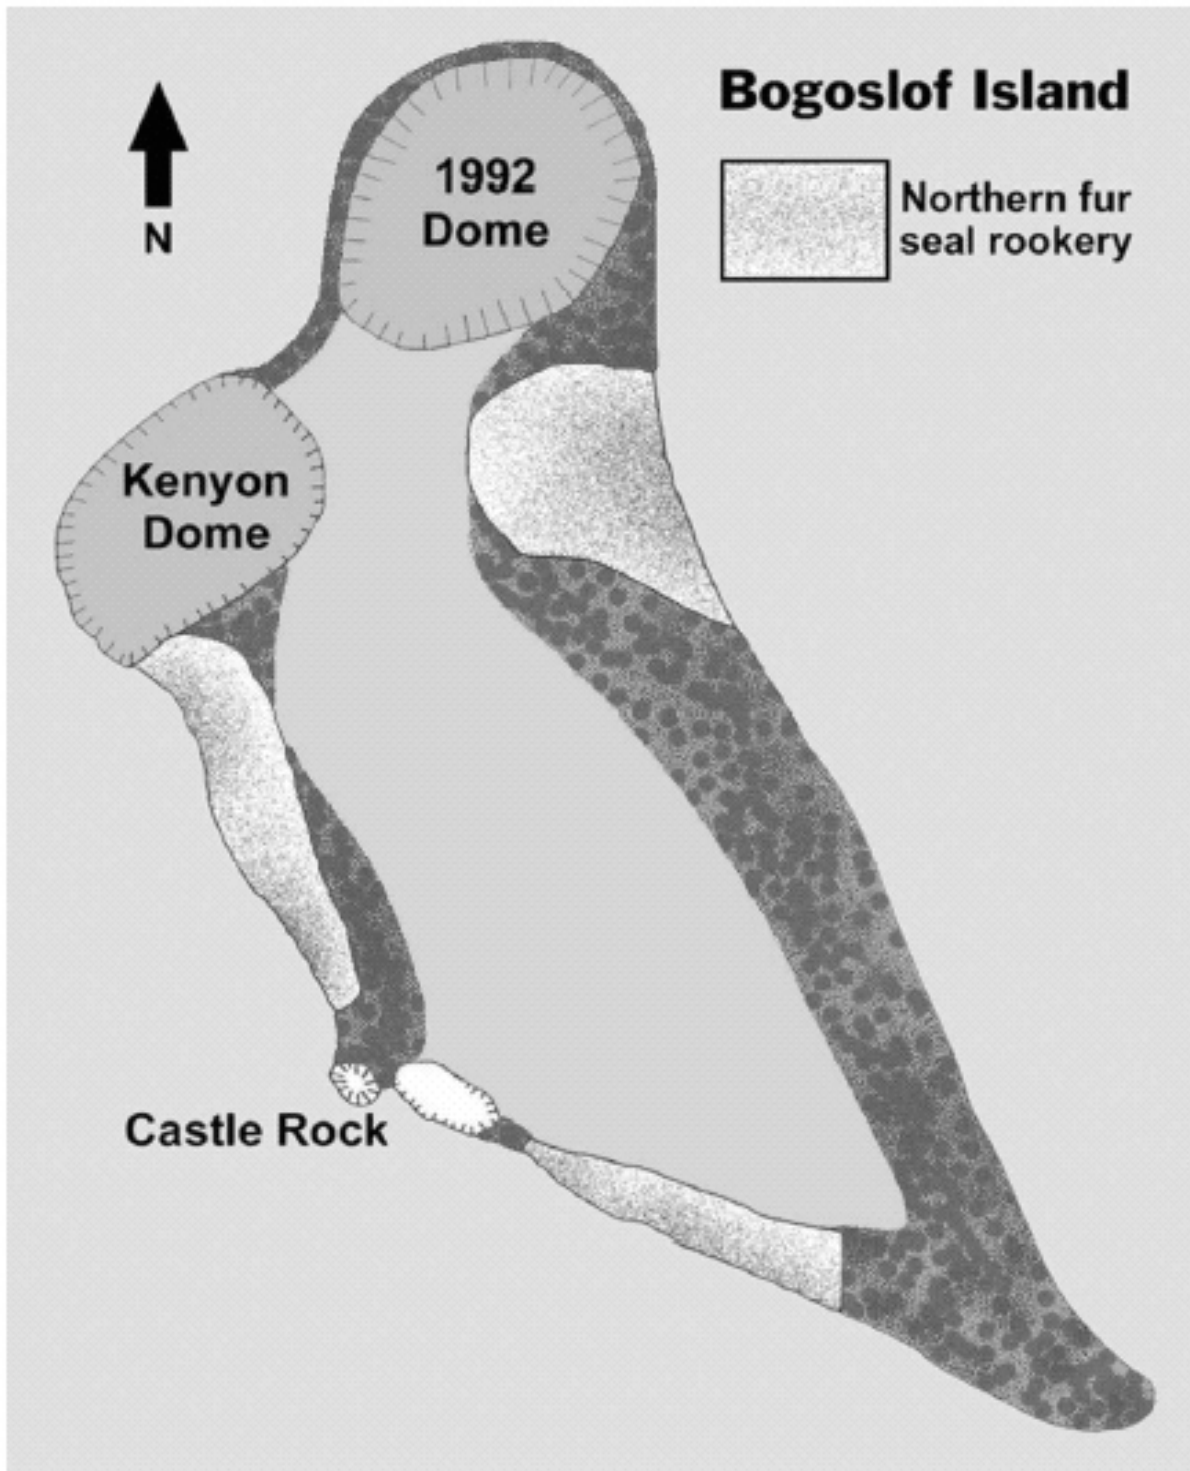 Bogoslof Island
Northern fur
seal rookery
N
1992
Dome
Kenyon
Dome
Castle Rock